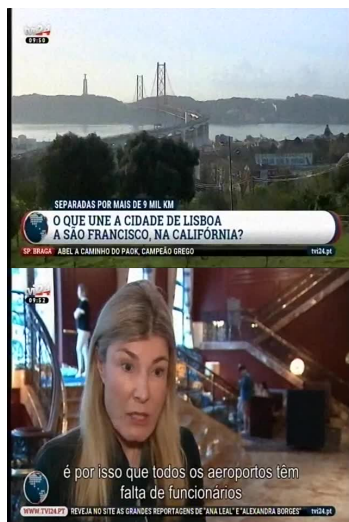 tvi24
09:50
SEPARADAS POR MAIS DE 9 MIL KM
O QUE UNE A CIDADE DE LISBOA
A SÃO FRANCISCO, NA CALIFÓRNIA?
SP. BRAGA ABEL A CAMINHO DO PAOK, CAMPEÃO GREGO tvi24.pt
09:52
é por isso que todos os aeroportos têm
falta de funcionários
WWW.TVI24.PT REVEJA NO SITE AS GRANDES REPORTAGENS DE "ANA LEAL" E "ALEXANDRA BORGES" tvi24.pt